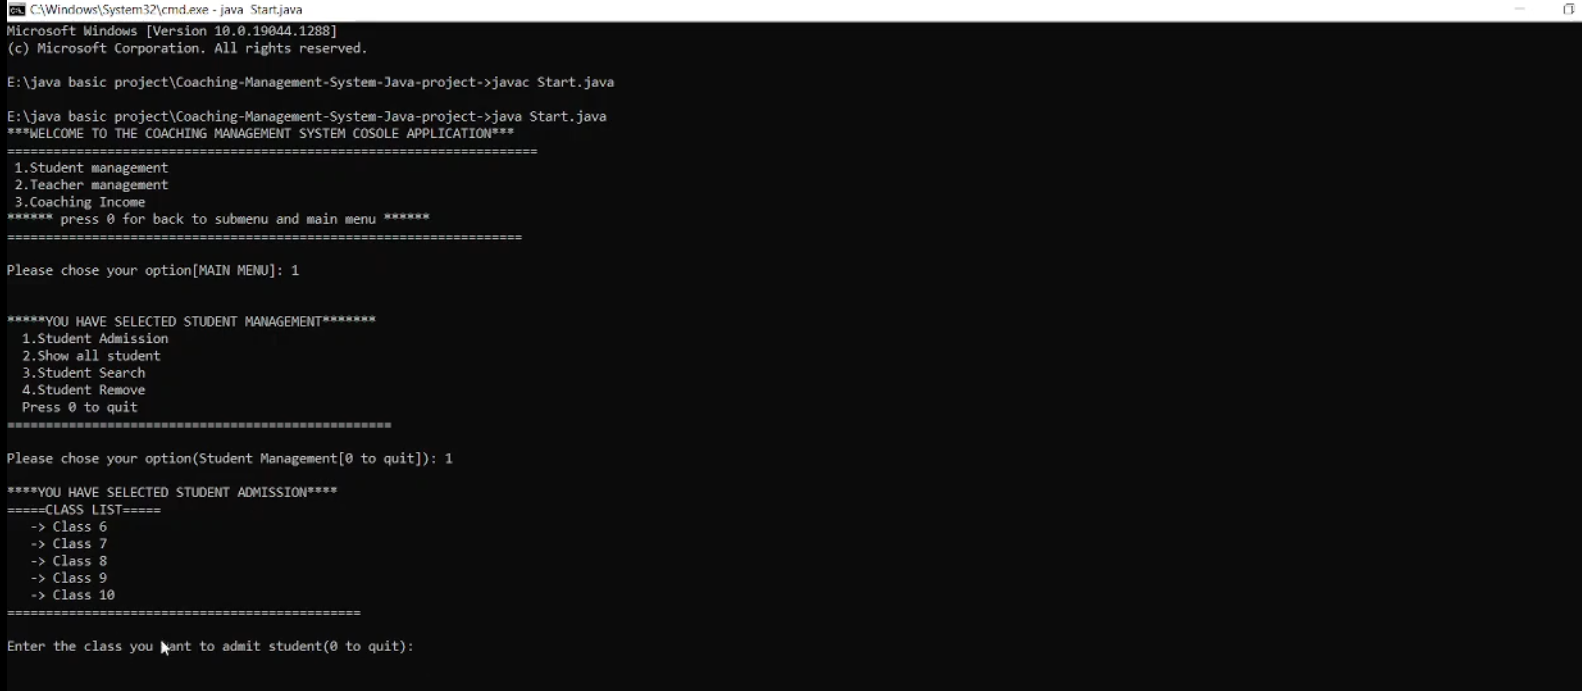 C:\Windows\System32\cmd.exe - java Start.java
Microsoft Windows [Version 10.0.19044.1288]
(c) Microsoft Corporation. All rights reserved.
E:\java basic project\Coaching-Management-System-Java-project->javac Start.java
E:\java basic project\Coaching-Management-System-Java-project->java Start.java
***WELCOME TO THE COACHING MANAGEMENT SYSTEM COSOLE APPLICATION***
=====================================================================
1.Student management
2.Teacher management
3.Coaching Income
****** press 0 for back to submenu and main menu ******
===================================================================
Please chose your option[MAIN MENU]: 1
*****YOU HAVE SELECTED STUDENT MANAGEMENT*******
1.Student Admission
2.Show all student
3.Student Search
4.Student Remove
Press 0 to quit
==================================================
Please chose your option(Student Management[0 to quit]): 1
****YOU HAVE SELECTED STUDENT ADMISSION****
=====CLASS LIST=====
-> Class 6
-> Class 7
-> Class 8
-> Class 9
-> Class 10
==============================================
Enter the class you want to admit student(0 to quit):